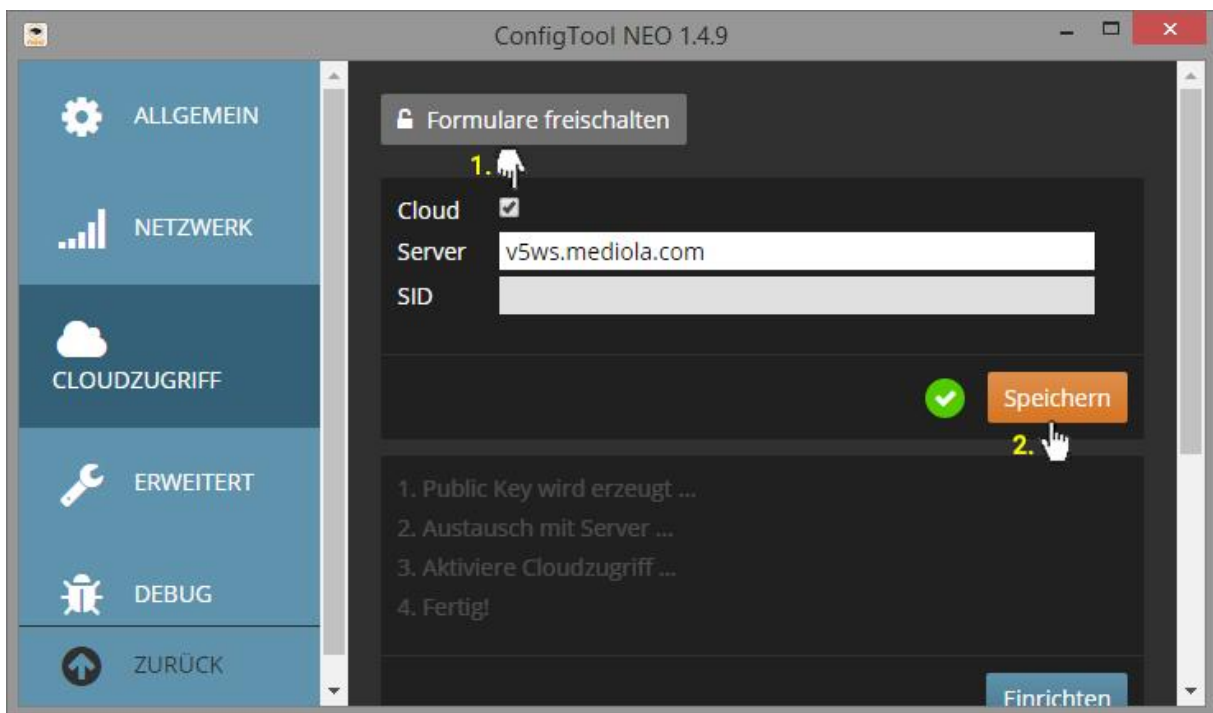 ConfigTool NEO 1.4.9
ALLGEMEIN
NETZWERK
CLOUDZUGRIFF
ERWEITERT
DEBUG
ZURÜCK
Formulare freischalten
1.
Cloud
Server v5ws.mediola.com
SID
Speichern
2.
1. Public Key wird erzeugt ...
2. Austausch mit Server ...
3. Aktiviere Cloudzugriff ...
4. Fertig!
Einrichten